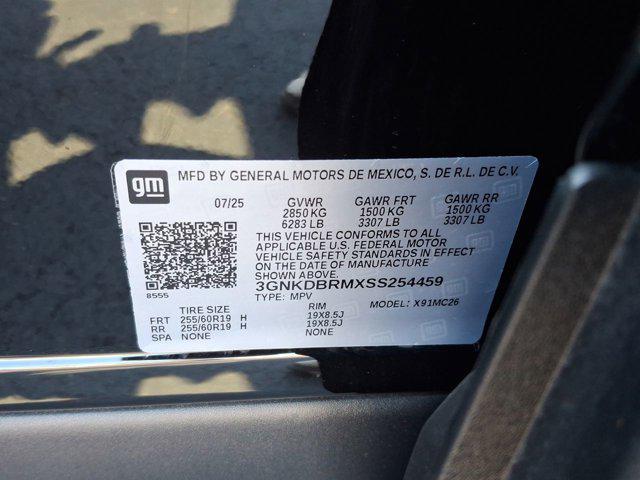 gm MFD BY GENERAL MOTORS DE MEXICO, S. DE R.L. DE C.V.
07/25 GVWR GAWR FRT GAWR RR
2850 KG 1500 KG 1500 KG
6283 LB 3307 LB 3307 LB
THIS VEHICLE CONFORMS TO ALL
APPLICABLE U.S. FEDERAL MOTOR
VEHICLE SAFETY STANDARDS IN EFFECT
ON THE DATE OF MANUFACTURE
SHOWN ABOVE.
3GNKDBRMXSS254459
8555 TYPE: MPV MODEL: X91MC26
TIRE SIZE RIM
FRT 255/60R19 H 19X8.5J
RR 255/60R19 H 19X8.5J
SPA NONE NONE